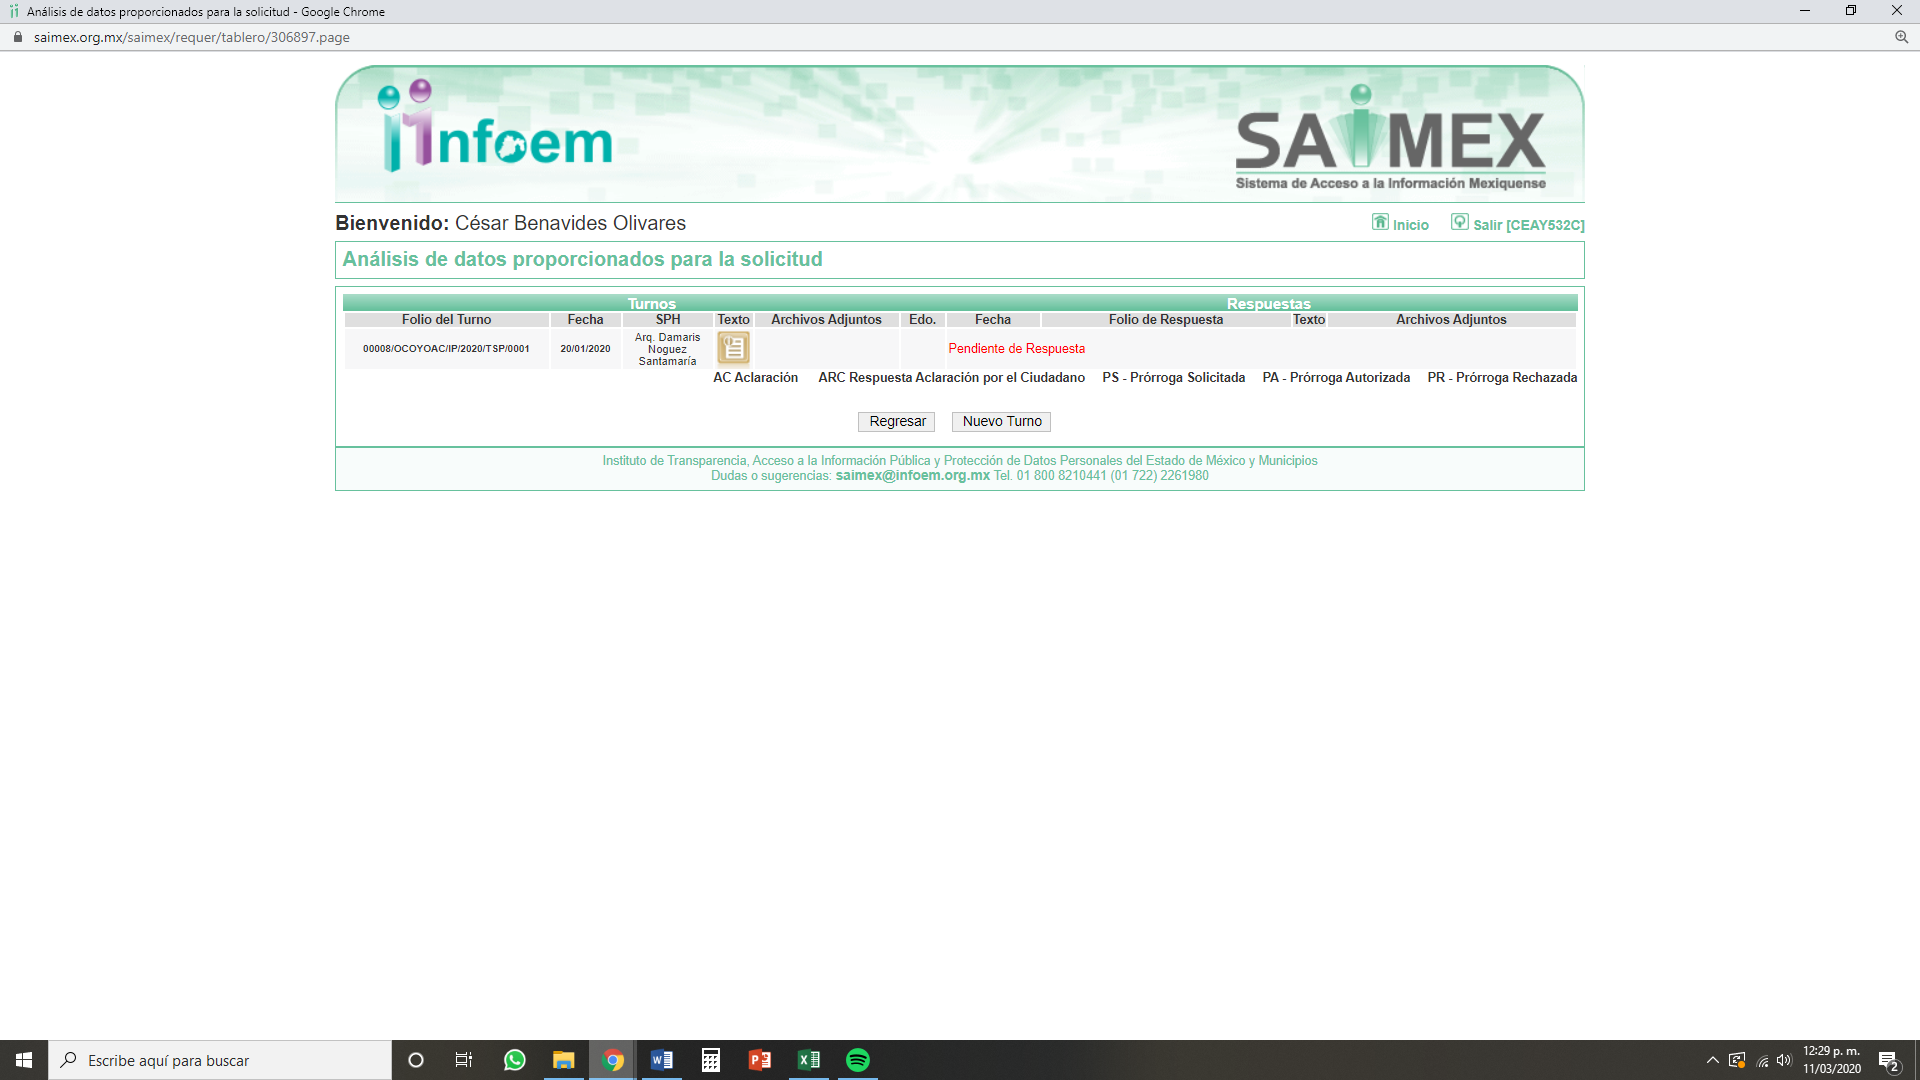 Análisis de datos proporcionados para la solicitud - Google Chrome
saimex.org.mx/saimex/requer/tablero/306897.page
infoem
SAIMEX
Sistema de Acceso a la Información Mexiquense
Bienvenido: César Benavides Olivares
Inicio Salir [CEAY532C]
Análisis de datos proporcionados para la solicitud
Turnos Respuestas
Folio del Turno Fecha SPH Texto Archivos Adjuntos Edo. Fecha Folio de Respuesta Texto Archivos Adjuntos
00008/OCOYOAC/IP/2020/TSP/0001 20/01/2020 Arq. Damaris Noguez Santamaría Pendiente de Respuesta
AC Aclaración ARC Respuesta Aclaración por el Ciudadano PS - Prórroga Solicitada PA - Prórroga Autorizada PR - Prórroga Rechazada
Regresar Nuevo Turno
Instituto de Transparencia, Acceso a la Información Pública y Protección de Datos Personales del Estado de México y Municipios
Dudas o sugerencias: saimex@infoem.org.mx Tel. 01 800 8210441 (01 722) 2261980
Escribe aquí para buscar
12:29 p. m.
11/03/2020
2